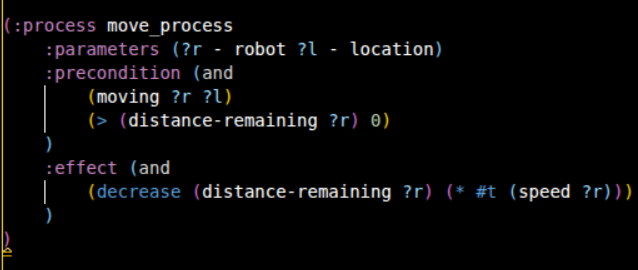 (:process move_process
    :parameters (?r - robot ?l - location)
    :precondition (and
        (moving ?r ?l)
        (> (distance-remaining ?r) 0)
    )
    :effect (and
        (decrease (distance-remaining ?r) (* #t (speed ?r)))
    )
)